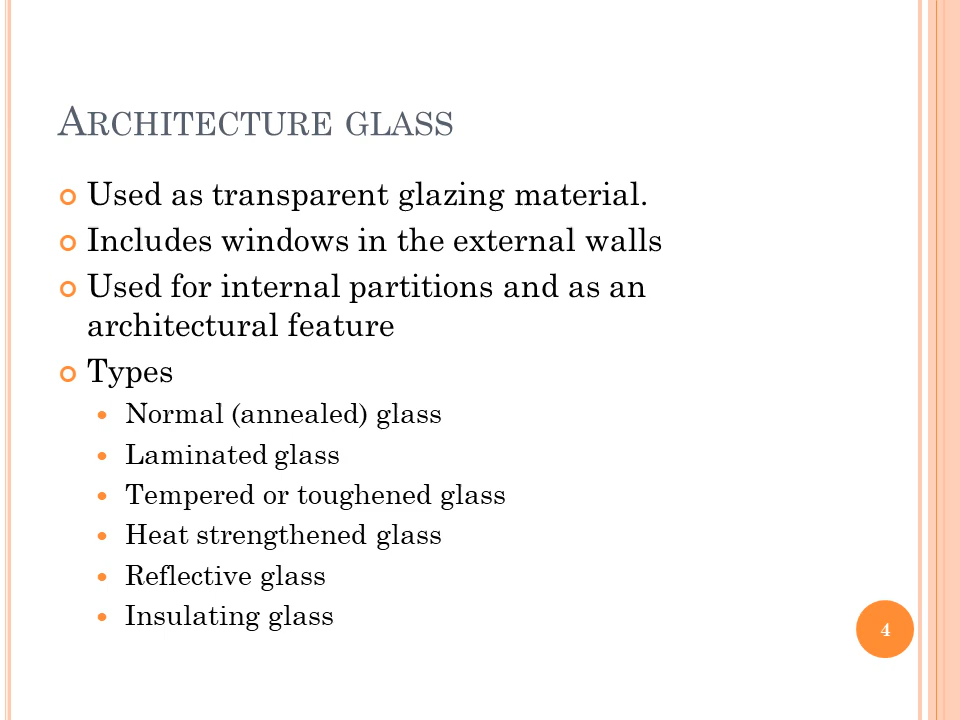 ARCHITECTURE GLASS
Used as transparent glazing material.
Includes windows in the external walls
Used for internal partitions and as an
architectural feature
Types
Normal (annealed) glass
Laminated glass
Tempered or toughened glass
Heat strengthened glass
Reflective glass
Insulating glass
4